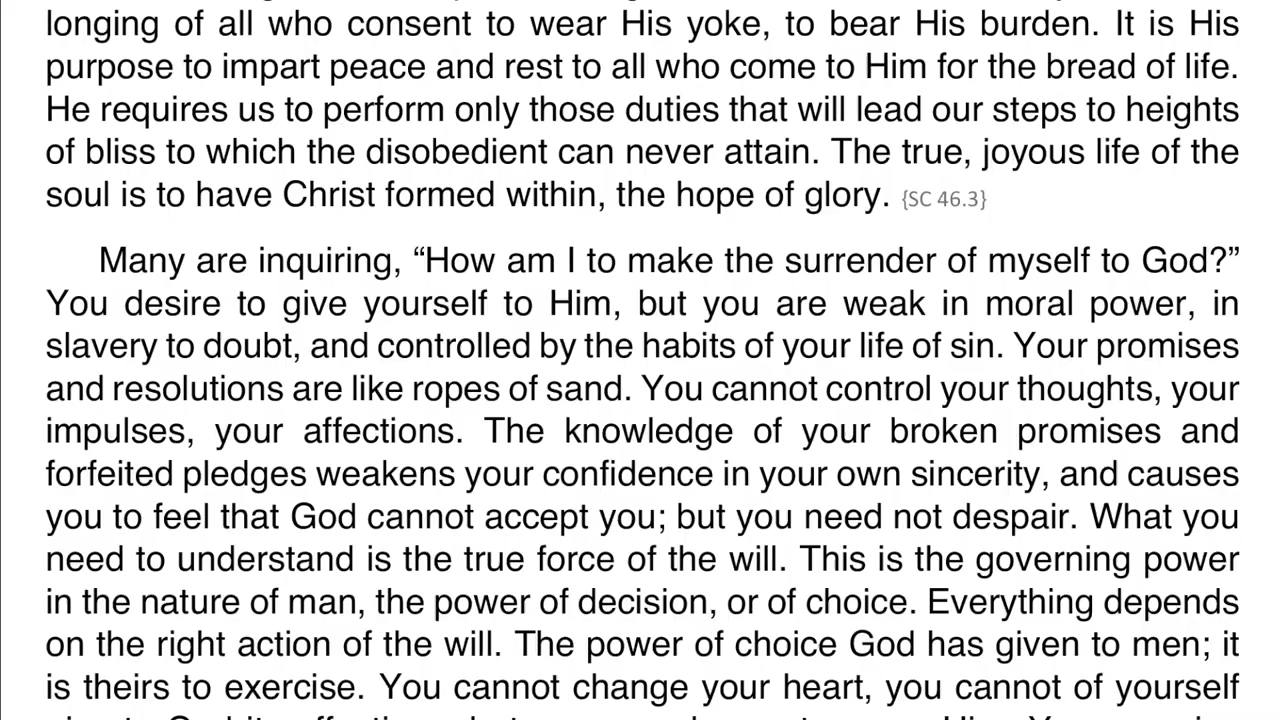 longing of all who consent to wear His yoke, to bear His burden. It is His
purpose to impart peace and rest to all who come to Him for the bread of life.
He requires us to perform only those duties that will lead our steps to heights
of bliss to which the disobedient can never attain. The true, joyous life of the
soul is to have Christ formed within, the hope of glory. {SC 46.3}
Many are inquiring, “How am I to make the surrender of myself to God?”
You desire to give yourself to Him, but you are weak in moral power, in
slavery to doubt, and controlled by the habits of your life of sin. Your promises
and resolutions are like ropes of sand. You cannot control your thoughts, your
impulses, your affections. The knowledge of your broken promises and
forfeited pledges weakens your confidence in your own sincerity, and causes
you to feel that God cannot accept you; but you need not despair. What you
need to understand is the true force of the will. This is the governing power
in the nature of man, the power of decision, or of choice. Everything depends
on the right action of the will. The power of choice God has given to men; it
is theirs to exercise. You cannot change your heart, you cannot of yourself